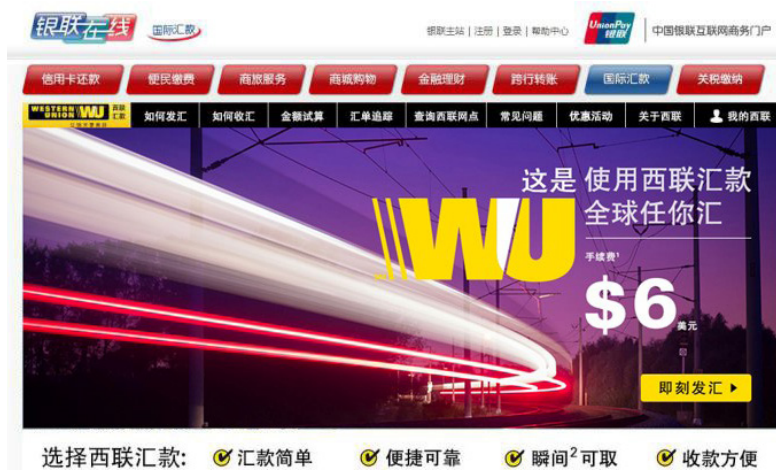 银联在线 国际汇款
银联主站 | 注册 | 登录 | 帮助中心
UnionPay
银联
中国银联互联网商务门户
信用卡还款 便民缴费 商旅服务 商城购物 金融理财 跨行转账 国际汇款 关税缴纳
WESTERN UNION WU 西联汇款
如何发汇 如何收汇 金额试算 汇单追踪 查询西联网点 常见问题 优惠活动 关于西联 我的西联
这是 使用西联汇款
全球任你汇
WU
手续费¹
$6
美元
即刻发汇
选择西联汇款: 汇款简单 便捷可靠 瞬间²可取 收款方便